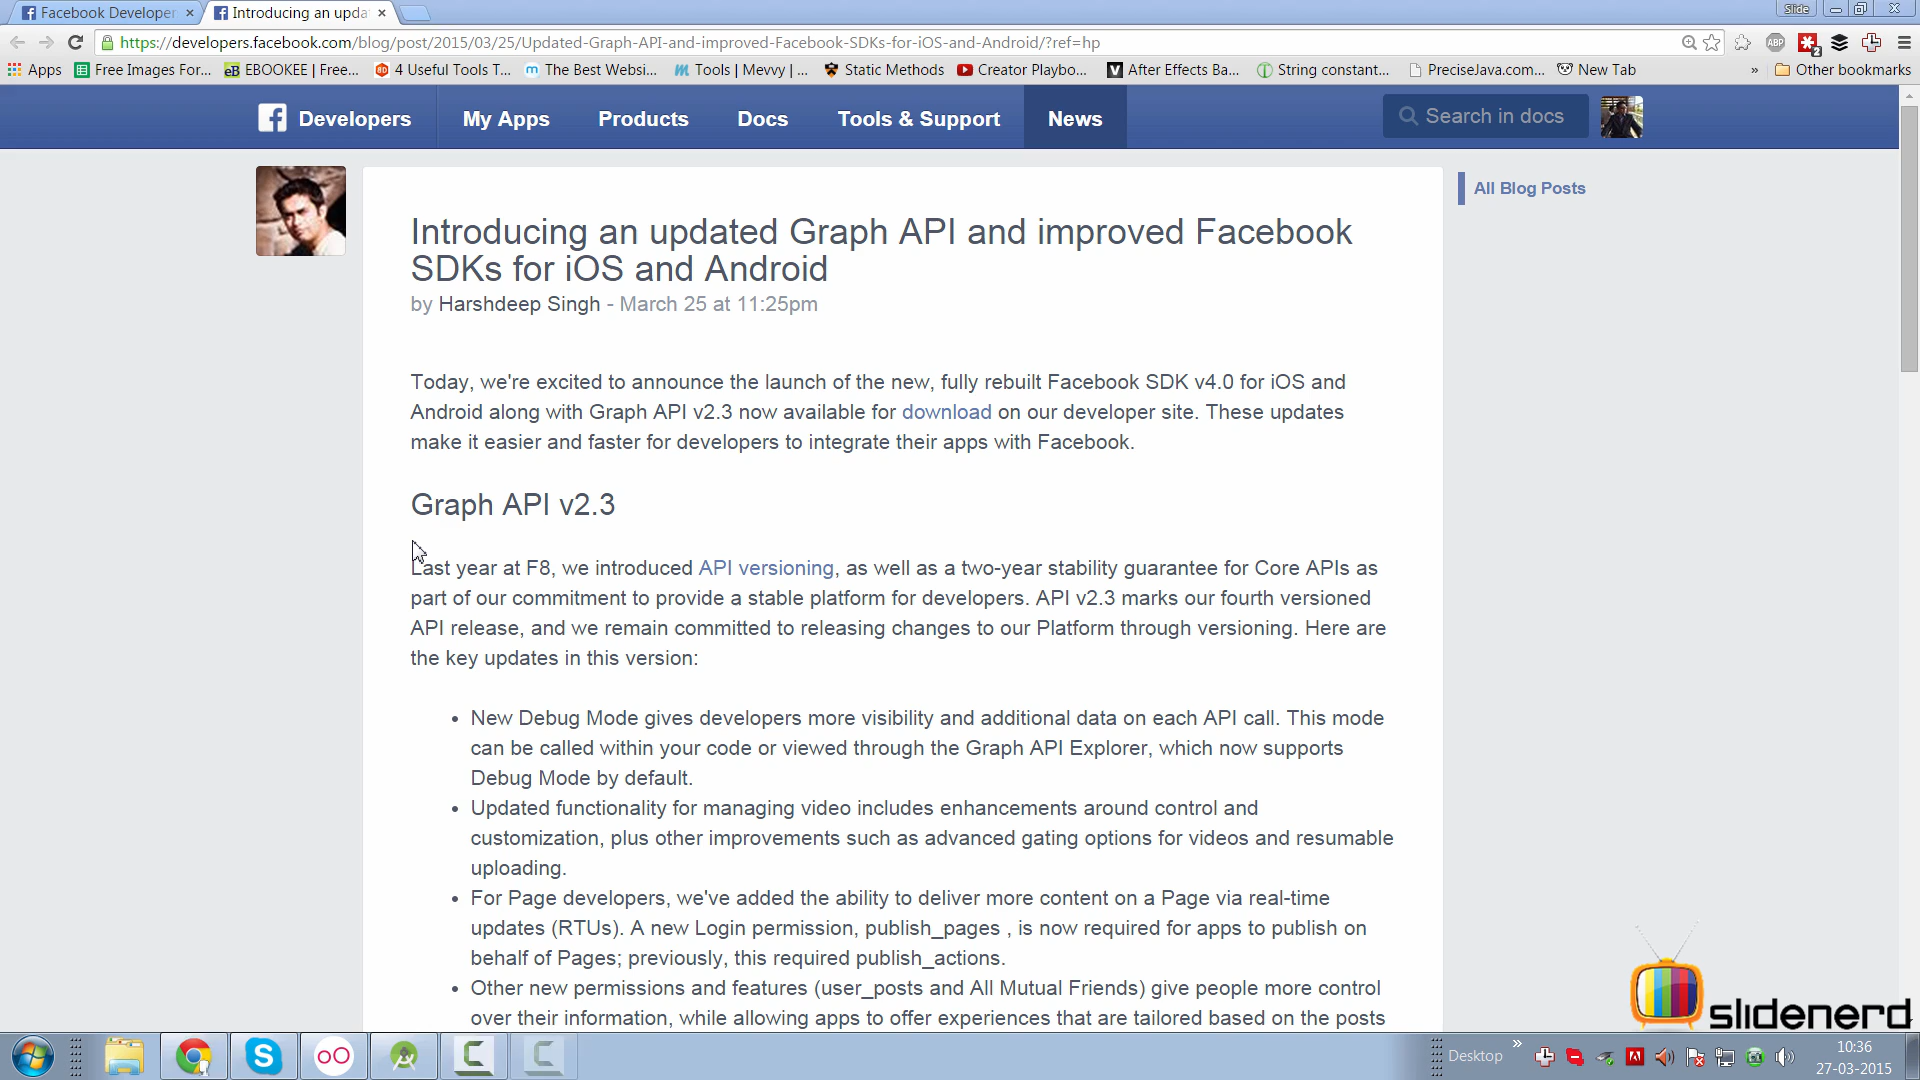 Facebook Developer
Introducing an upda
Slide
https://developers.facebook.com/blog/post/2015/03/25/Updated-Graph-API-and-improved-Facebook-SDKs-for-iOS-and-Android/?ref=hp
ABP
2
Apps
Free Images For...
eB
EBOOKEE | Free...
4 Useful Tools T...
The Best Websi...
Tools | Mevvy | ...
Static Methods
Creator Playbo...
After Effects Ba...
String constant...
PreciseJava.com...
New Tab
»
Other bookmarks
Developers
My Apps
Products
Docs
Tools & Support
News
Search in docs
All Blog Posts
Introducing an updated Graph API and improved Facebook
SDKs for iOS and Android
by Harshdeep Singh - March 25 at 11:25pm
Today, we're excited to announce the launch of the new, fully rebuilt Facebook SDK v4.0 for iOS and
Android along with Graph API v2.3 now available for download on our developer site. These updates
make it easier and faster for developers to integrate their apps with Facebook.
Graph API v2.3
Last year at F8, we introduced API versioning, as well as a two-year stability guarantee for Core APIs as
part of our commitment to provide a stable platform for developers. API v2.3 marks our fourth versioned
API release, and we remain committed to releasing changes to our Platform through versioning. Here are
the key updates in this version:
• New Debug Mode gives developers more visibility and additional data on each API call. This mode
can be called within your code or viewed through the Graph API Explorer, which now supports
Debug Mode by default.
• Updated functionality for managing video includes enhancements around control and
customization, plus other improvements such as advanced gating options for videos and resumable
uploading.
• For Page developers, we've added the ability to deliver more content on a Page via real-time
updates (RTUs). A new Login permission, publish_pages , is now required for apps to publish on
behalf of Pages; previously, this required publish_actions.
• Other new permissions and features (user_posts and All Mutual Friends) give people more control
over their information, while allowing apps to offer experiences that are tailored based on the posts
slidenerd
Desktop
»
10:36
27-03-2015